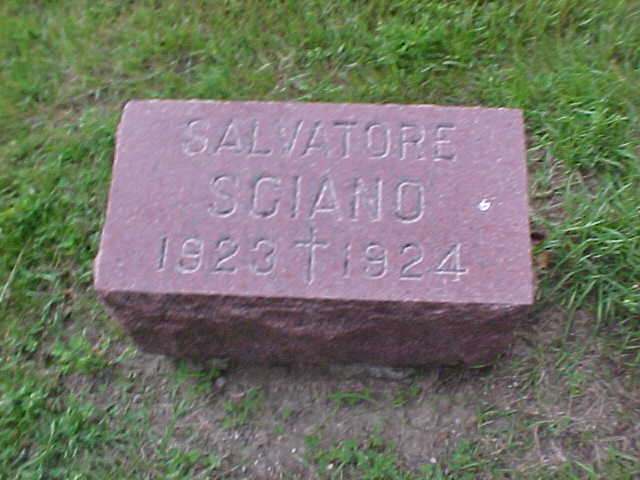 SALVATORE
SCIANO
1923 † 1924